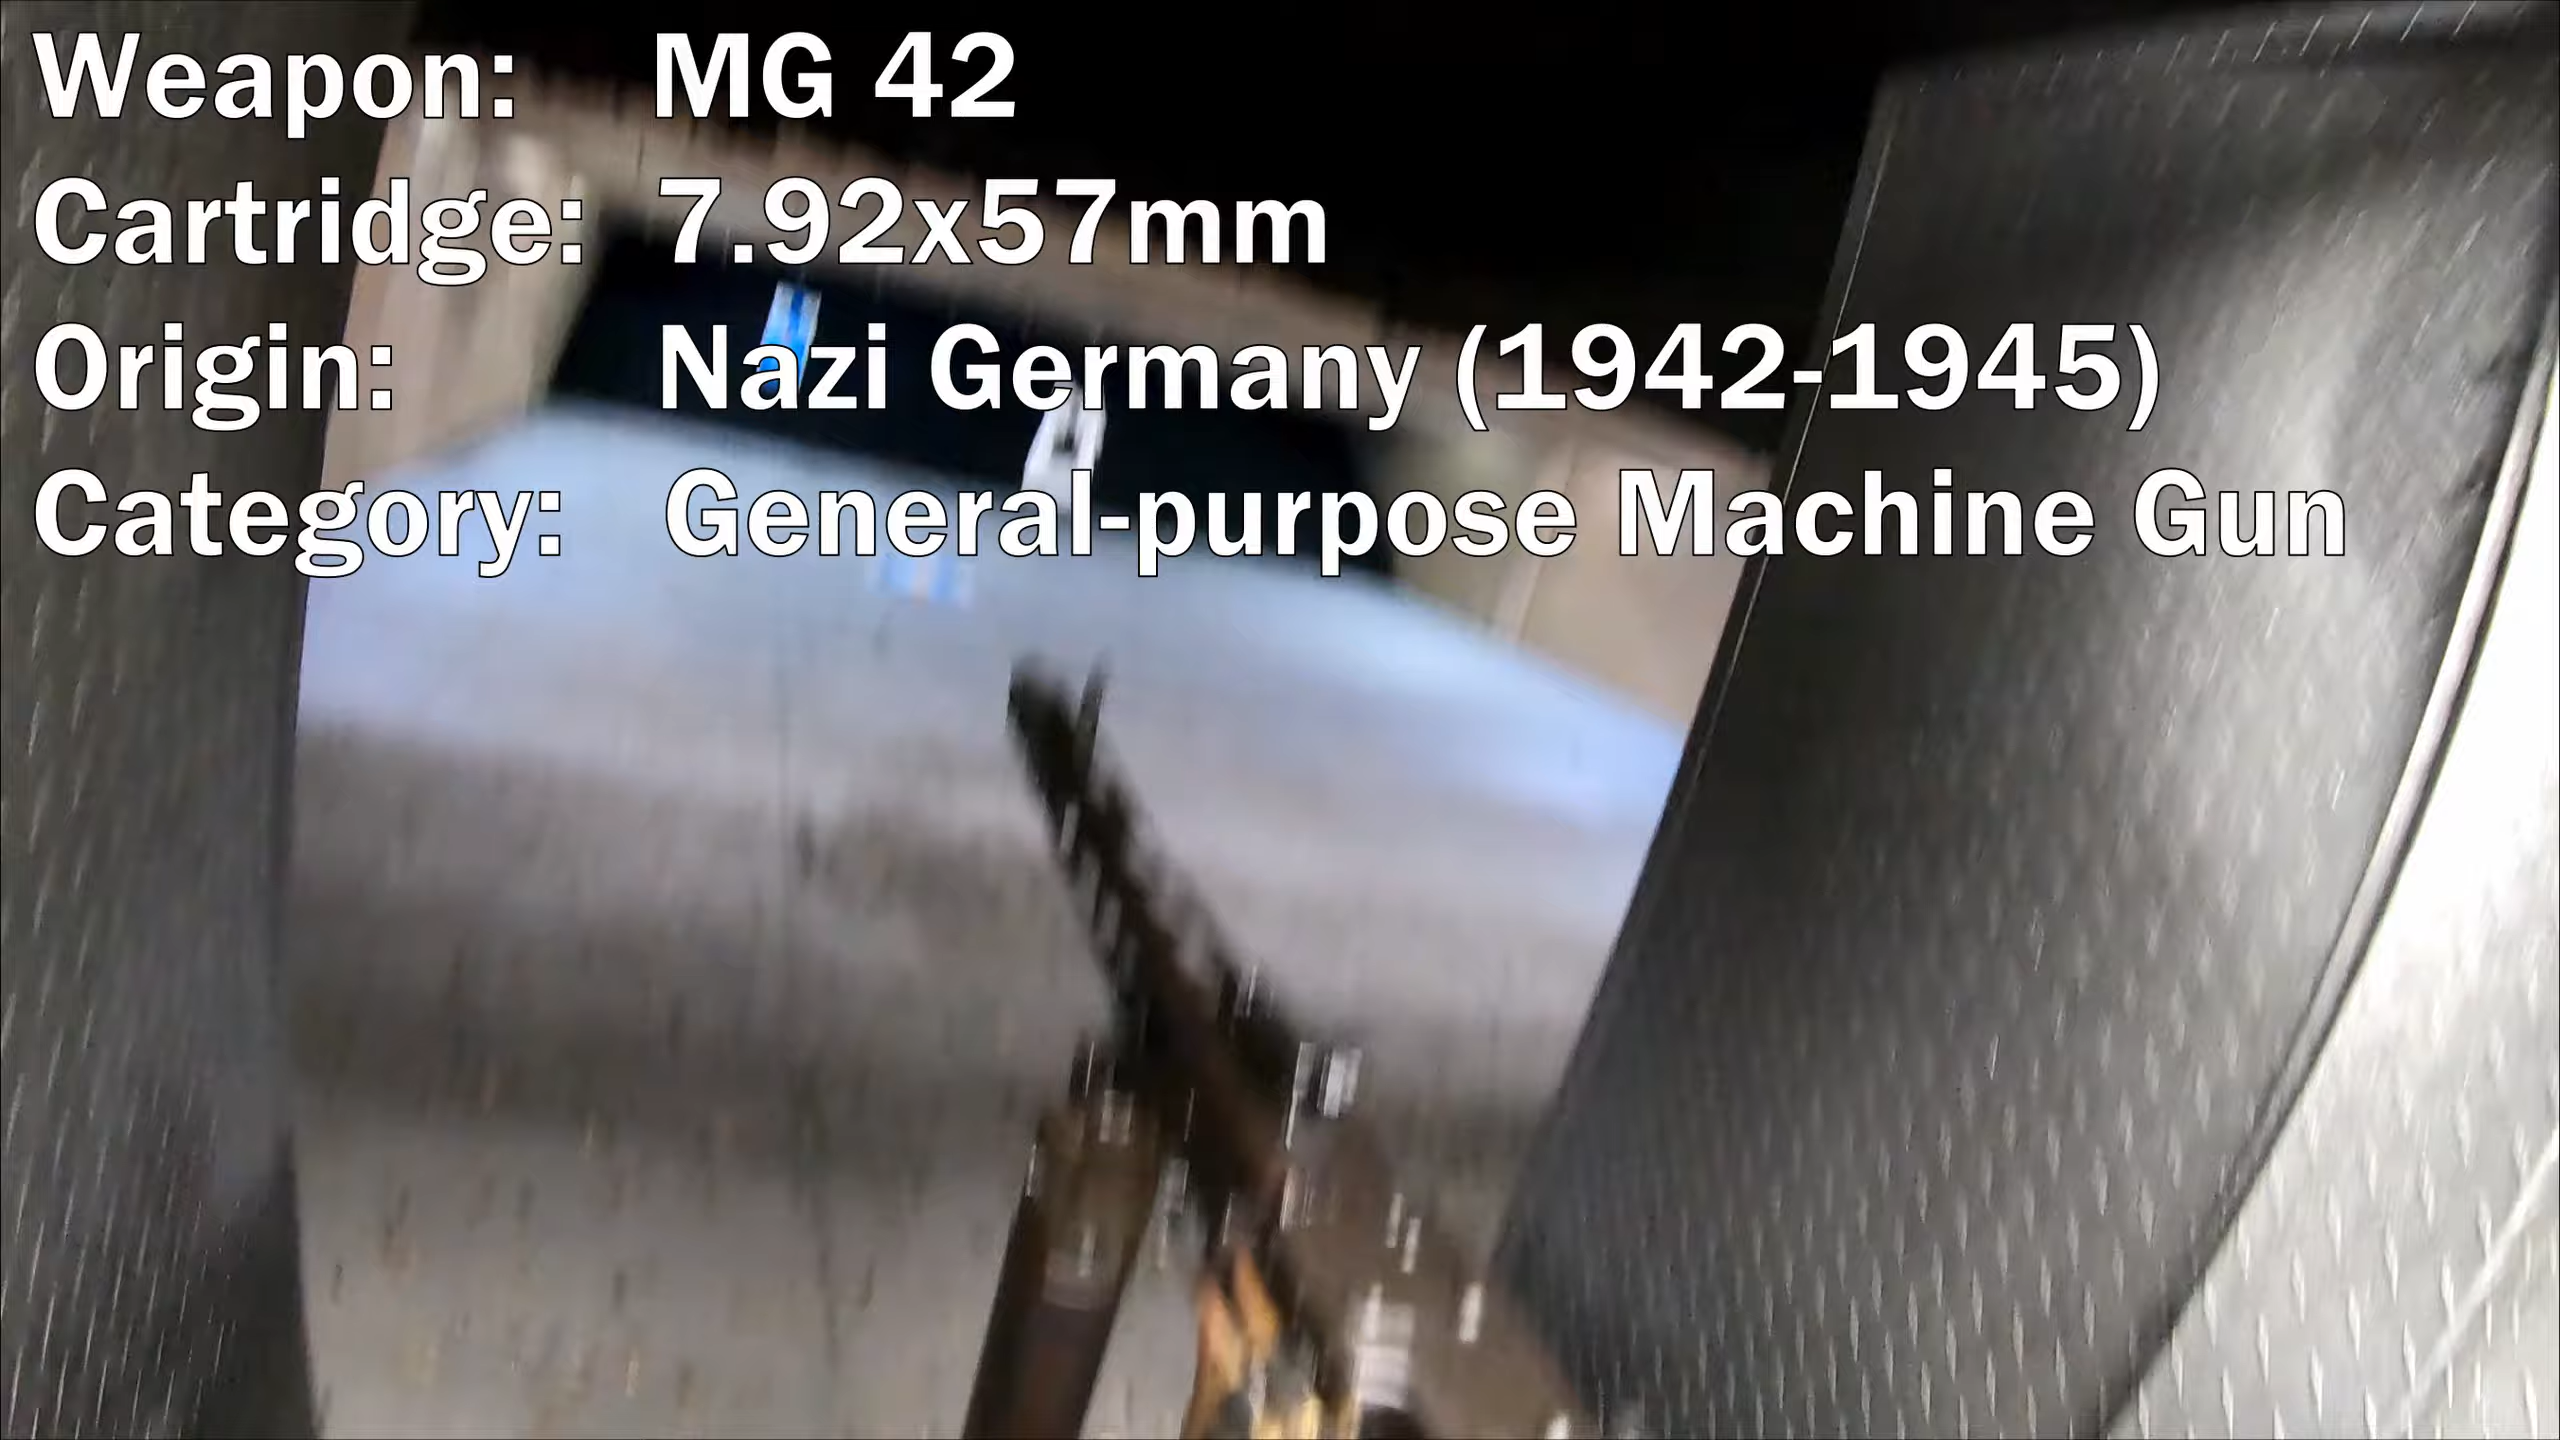 Weapon: MG 42
Cartridge: 7.92x57mm
Origin: Nazi Germany (1942-1945)
Category: General-purpose Machine Gun